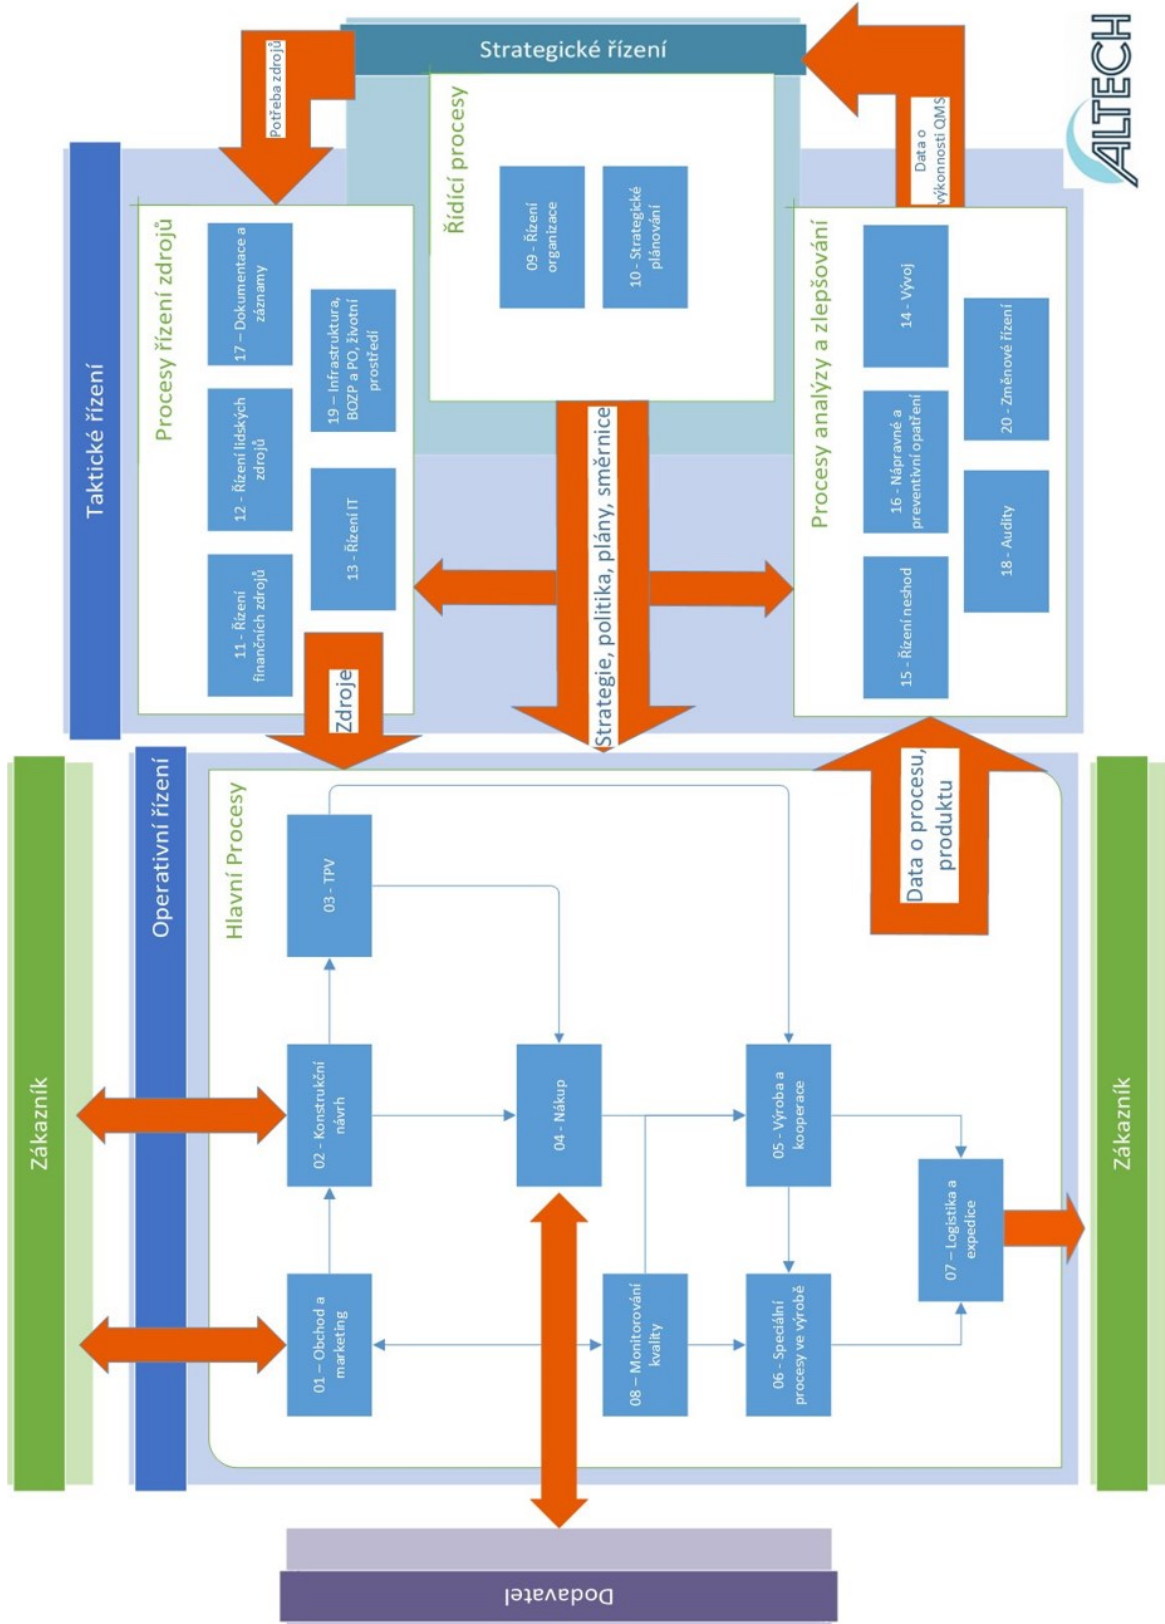 Zákazník
Operativní řízení
Taktické řízení
Strategické řízení
Hlavní Procesy
01 – Obchod a
marketing
02 - Konstrukční
návrh
03 - TPV
04 - Nákup
08 – Monitorování
kvality
05 - Výroba a
kooperace
06 - Speciální
procesy ve výrobě
07 – Logistika a
expedice
Dodavatel
Zákazník
Procesy řízení zdrojů
11 - Řízení
finančních zdrojů
12 - Řízení lidských
zdrojů
17 – Dokumentace a
záznamy
13 - Řízení IT
19 – Infrastruktura,
BOZP a PO, životní
prostředí
Potřeba zdrojů
Zdroje
Řídící procesy
09 - Řízení
organizace
10 - Strategické
plánování
Strategie, politika, plány, směrnice
Procesy analýzy a zlepšování
15 - Řízení neshod
16 - Nápravné a
preventivní opatření
14 - Vývoj
18 - Audity
20 - Změnové řízení
Data o procesu,
produktu
Data o
výkonnosti QMS
ALTECH